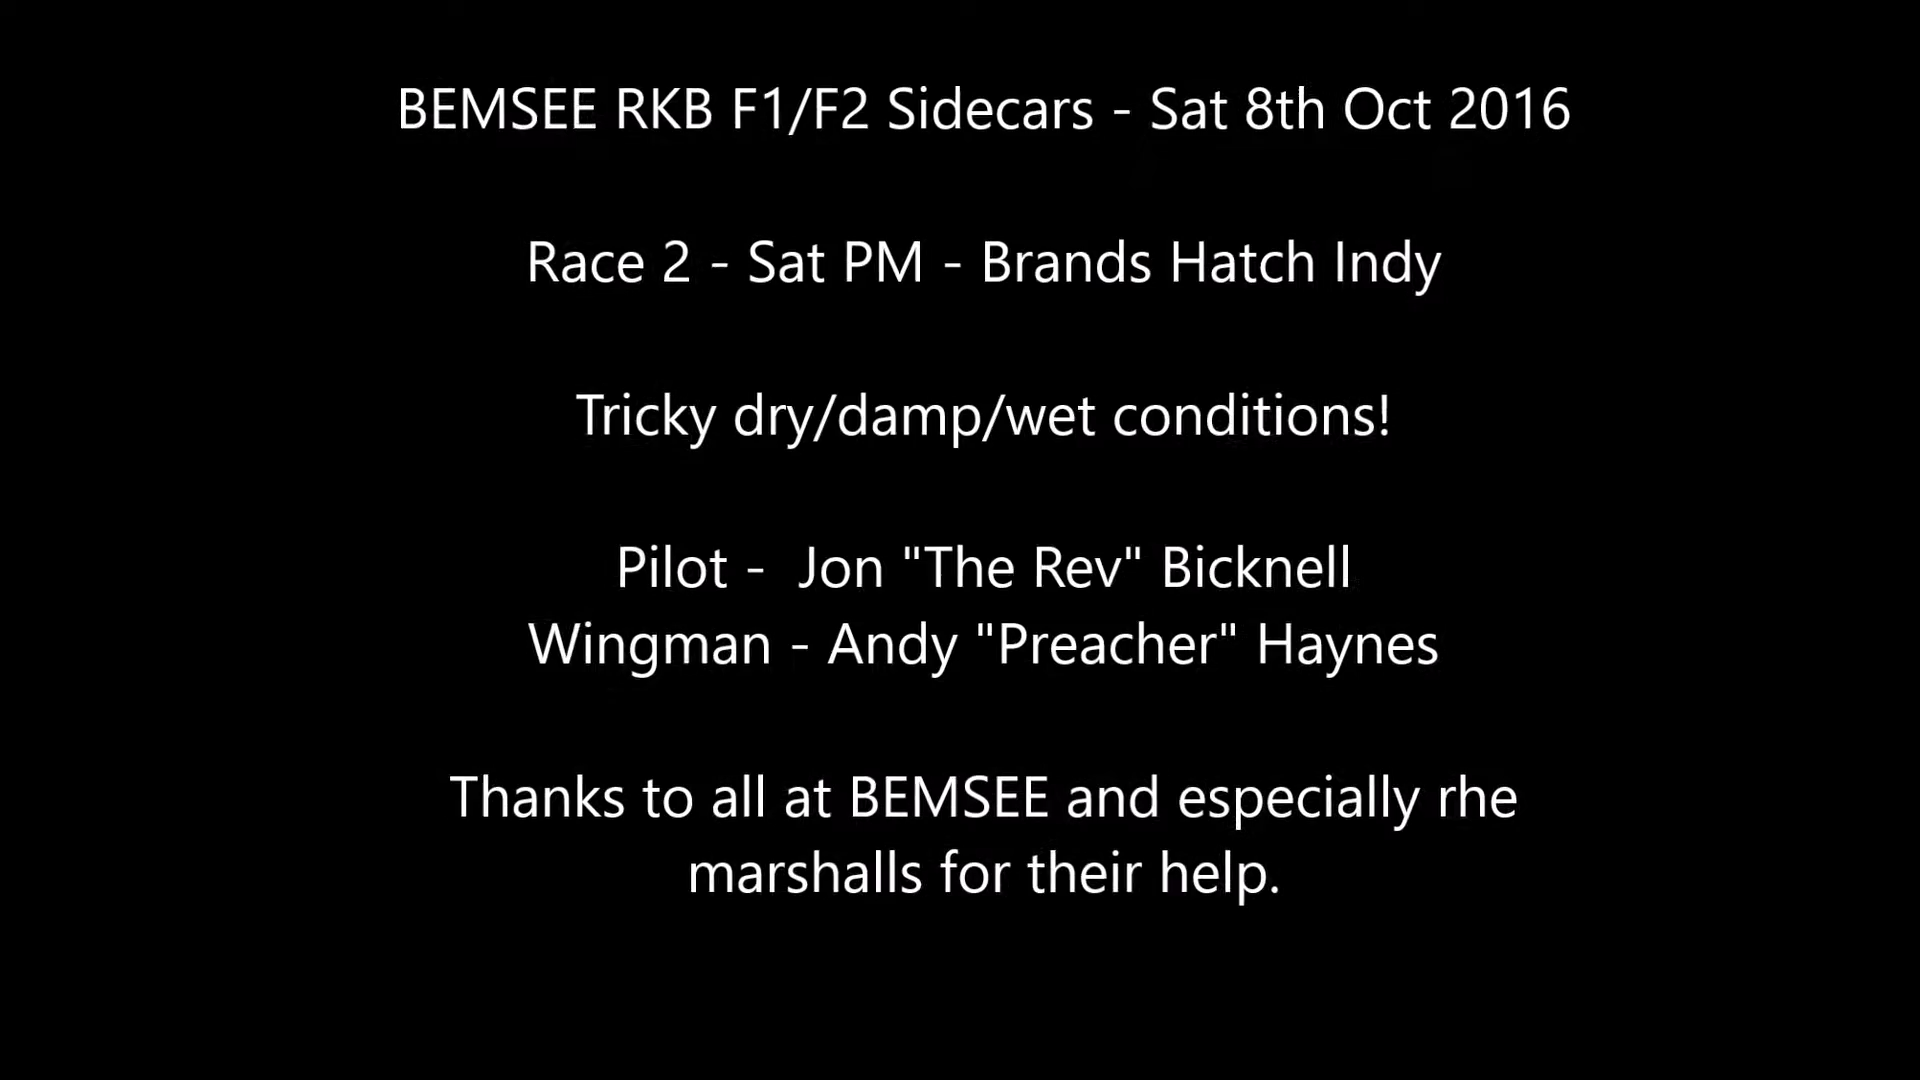 BEMSEE RKB F1/F2 Sidecars - Sat 8th Oct 2016
Race 2 - Sat PM - Brands Hatch Indy
Tricky dry/damp/wet conditions!
Pilot -  Jon "The Rev" Bicknell
Wingman - Andy "Preacher" Haynes
Thanks to all at BEMSEE and especially rhe
marshalls for their help.